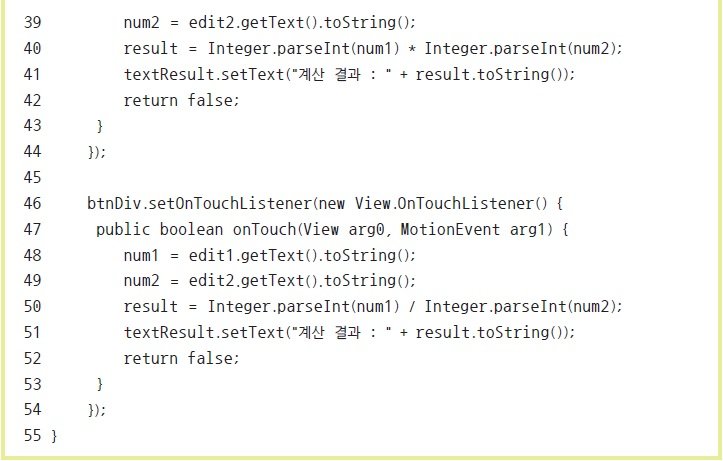 39 num2 = edit2.getText().toString();
40 result = Integer.parseInt(num1) * Integer.parseInt(num2);
41 textResult.setText("계산 결과 : " + result.toString());
42 return false;
43 }
44 });
45
46 btnDiv.setOnTouchListener(new View.OnTouchListener() {
47 public boolean onTouch(View arg0, MotionEvent arg1) {
48 num1 = edit1.getText().toString();
49 num2 = edit2.getText().toString();
50 result = Integer.parseInt(num1) / Integer.parseInt(num2);
51 textResult.setText("계산 결과 : " + result.toString());
52 return false;
53 }
54 });
55 }